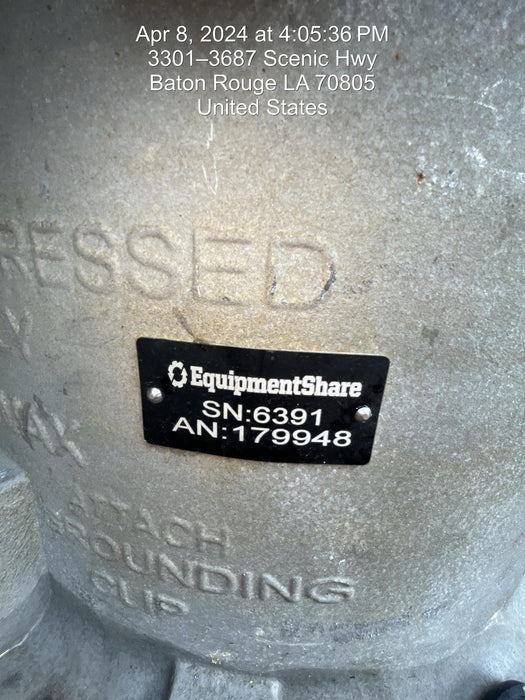 Apr 8, 2024 at 4:05:36 PM
3301–3687 Scenic Hwy
Baton Rouge LA 70805
United States
RESSED
Y
MAX
EquipmentShare
SN:6391
AN:179948
ATTACH
GROUNDING
CLIP